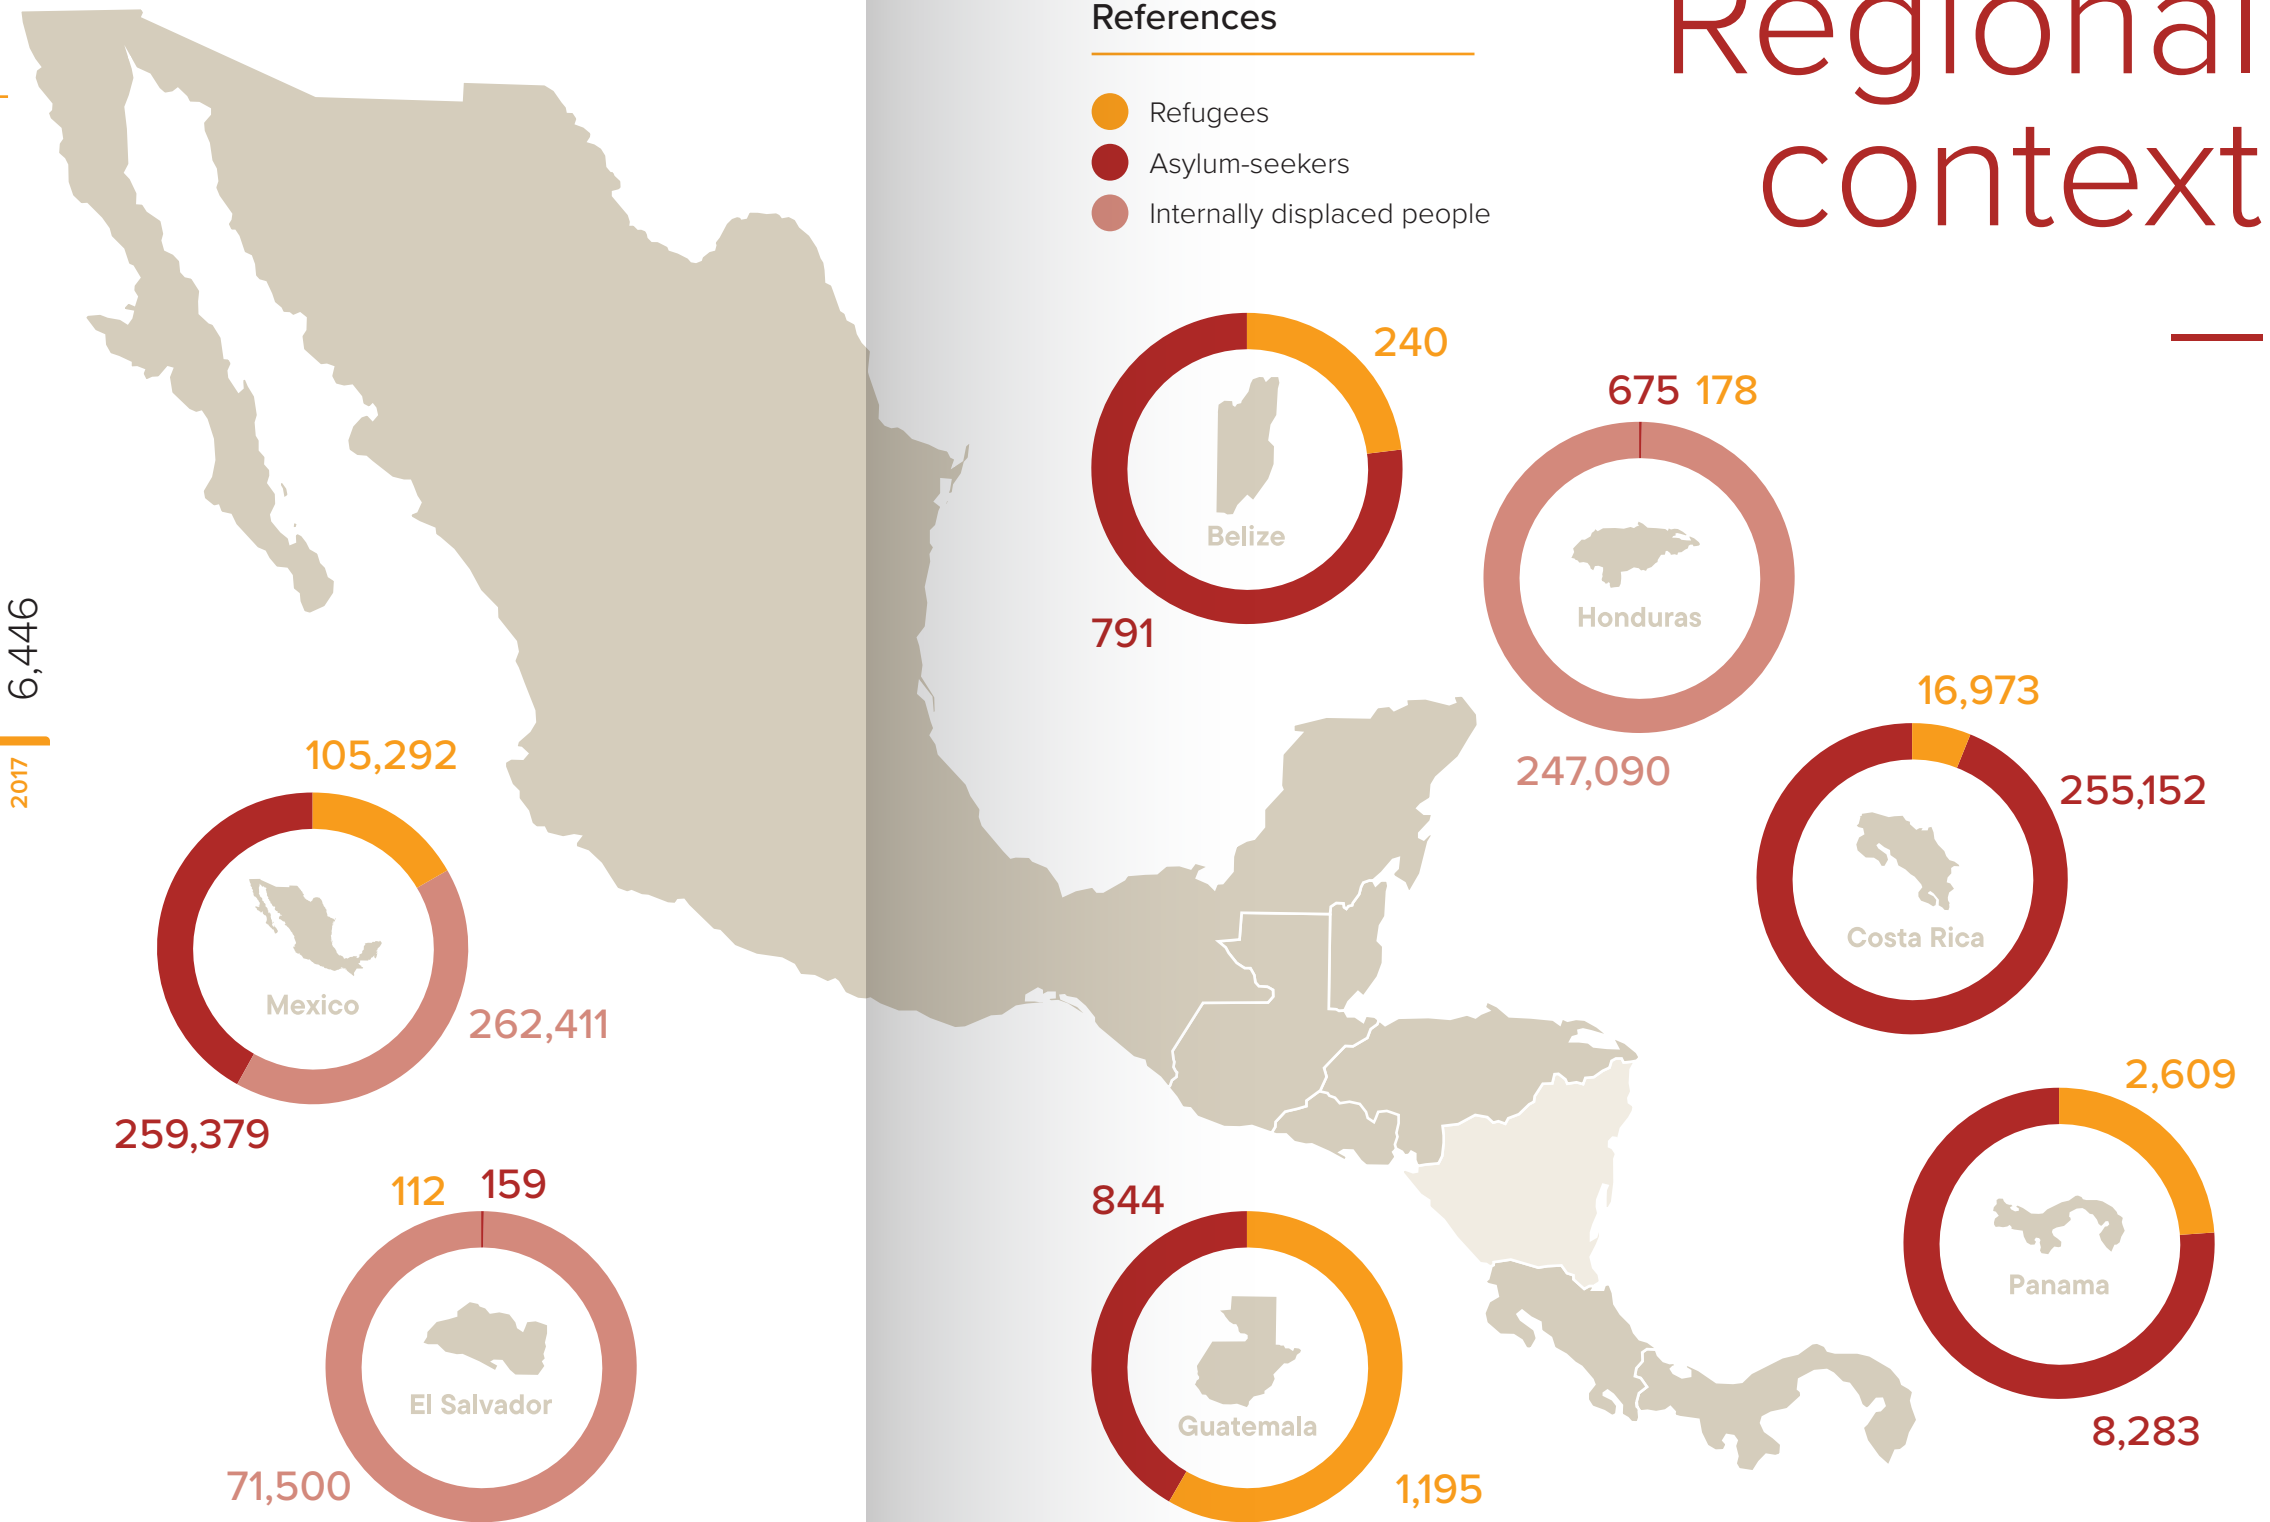 References
Refugees
Asylum-seekers
Internally displaced people
Regional
context
240
Belize
791
675 178
Honduras
247,090
16,973
255,152
Costa Rica
6,446
2017
105,292
Mexico
262,411
259,379
112 159
El Salvador
71,500
844
Guatemala
1,195
2,609
Panama
8,283